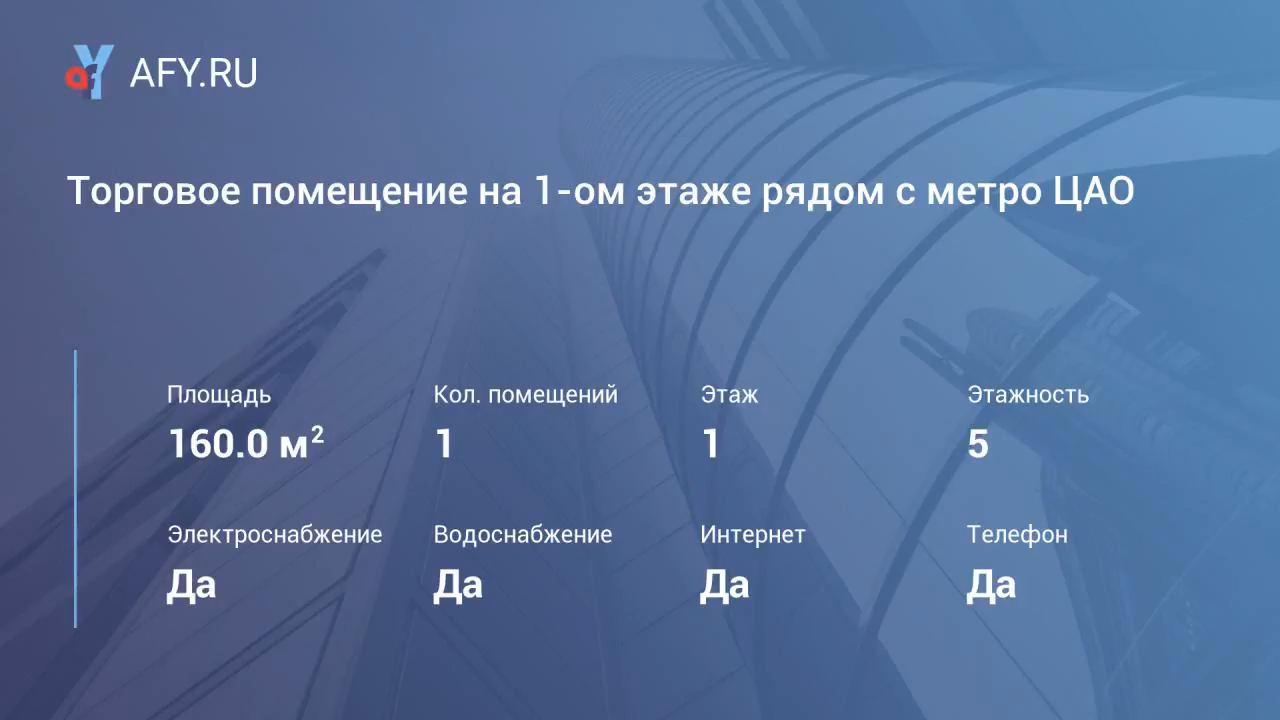 AFY.RU
Торговое помещение на 1-ом этаже рядом с метро ЦАО
Площадь Кол. помещений Этаж Этажность
160.0 м² 1 1 5
Электроснабжение Водоснабжение Интернет Телефон
Да Да Да Да